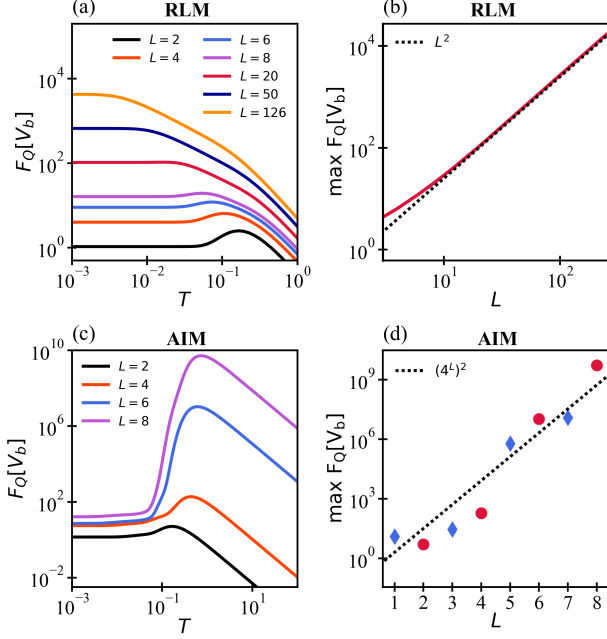 (a) RLM
L = 2
L = 4
L = 6
L = 8
L = 20
L = 50
L = 126
F_Q[V_b]
10^4
10^2
10^0
10^-3 10^-2 10^-1 10^0
T
(b) RLM
L^2
max F_Q[V_b]
10^4
10^2
10^0
10^1 10^2
L
(c) AIM
L = 2
L = 4
L = 6
L = 8
F_Q[V_b]
10^10
10^6
10^2
10^-2
10^-3 10^-1 10^1
T
(d) AIM
(4^L)^2
max F_Q[V_b]
10^9
10^6
10^3
10^0
1 2 3 4 5 6 7 8
L